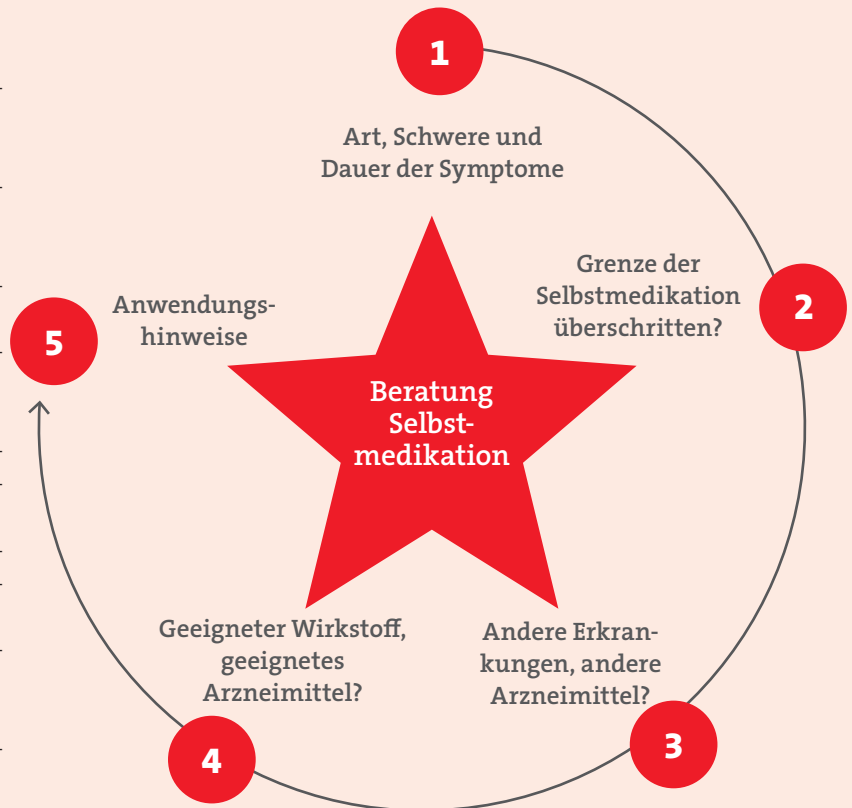 1
Art, Schwere und
Dauer der Symptome
2
Grenze der
Selbstmedikation
überschritten?
3
Andere Erkran-
kungen, andere
Arzneimittel?
4
Geeigneter Wirkstoff,
geeignetes
Arzneimittel?
5
Anwendungs-
hinweise
Beratung
Selbst-
medikation